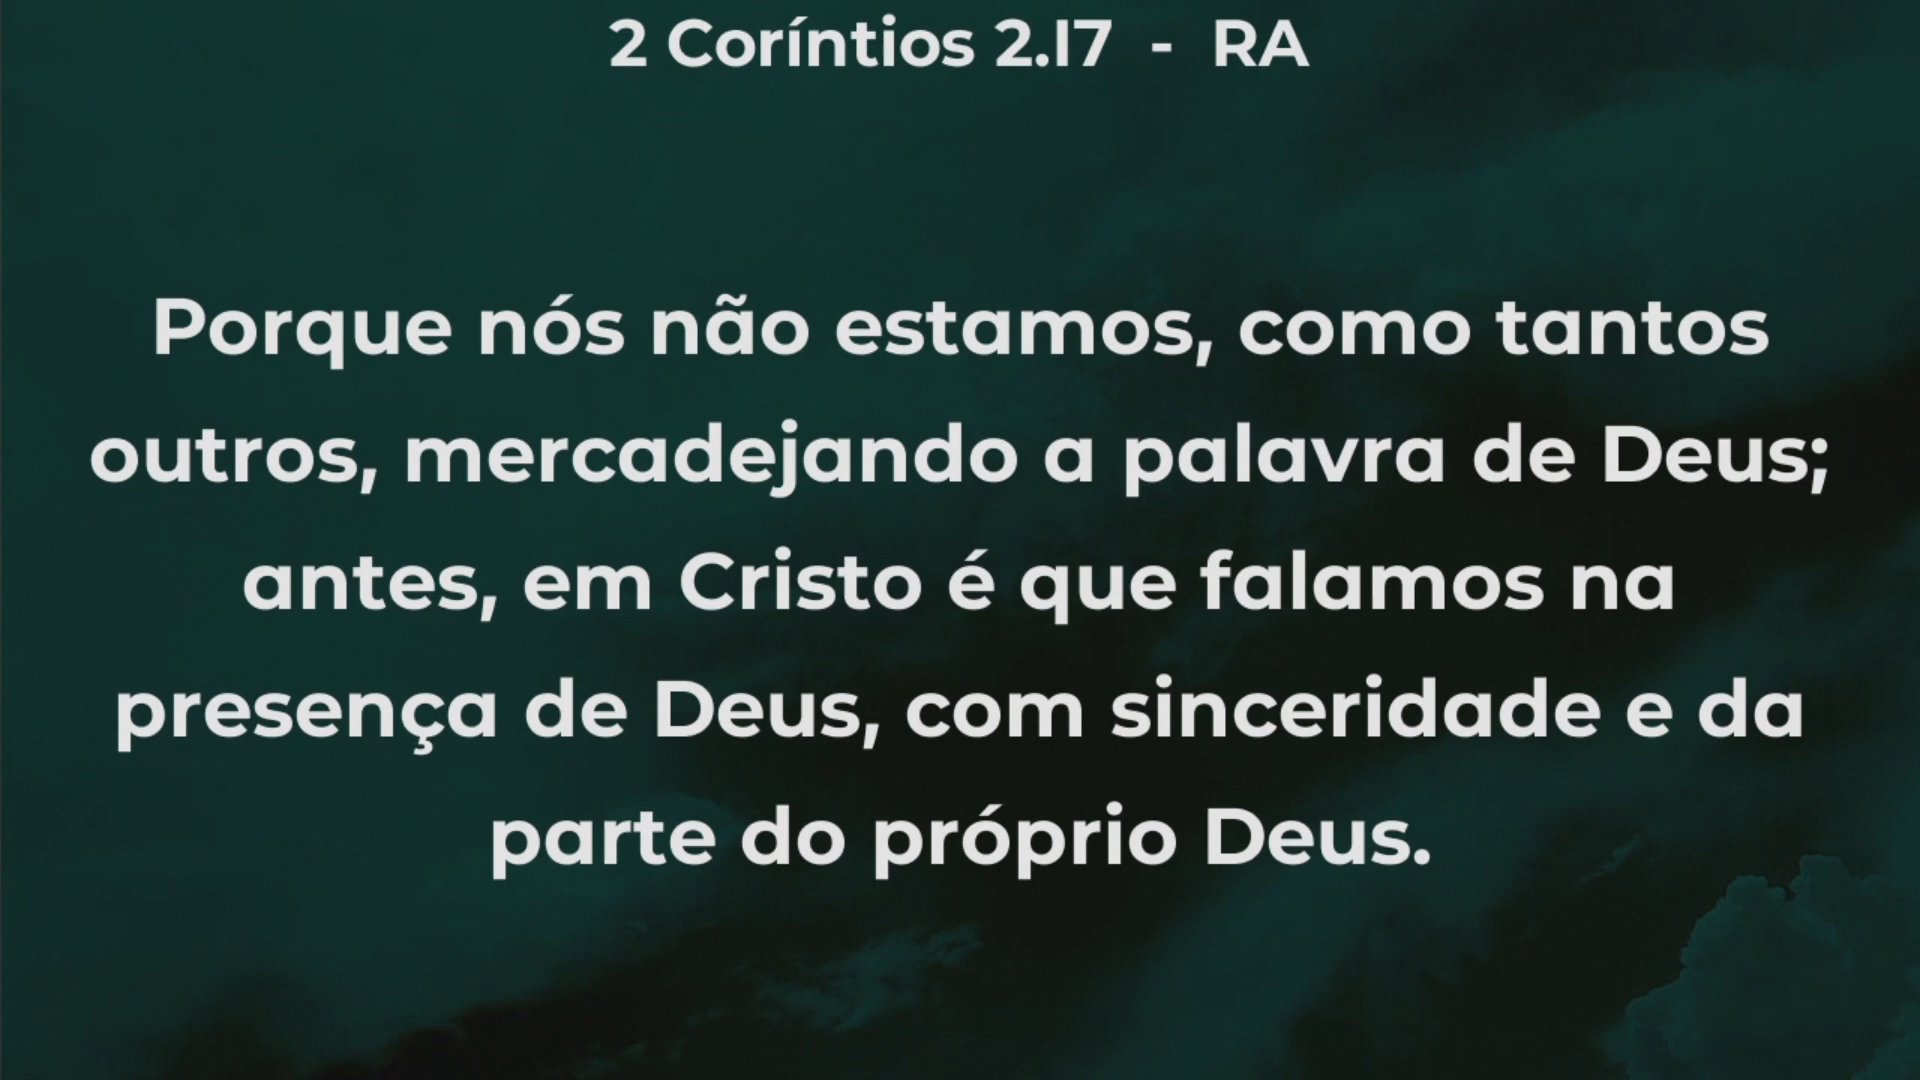 2 Coríntios 2.17 - RA
Porque nós não estamos, como tantos
outros, mercadejando a palavra de Deus;
antes, em Cristo é que falamos na
presença de Deus, com sinceridade e da
parte do próprio Deus.